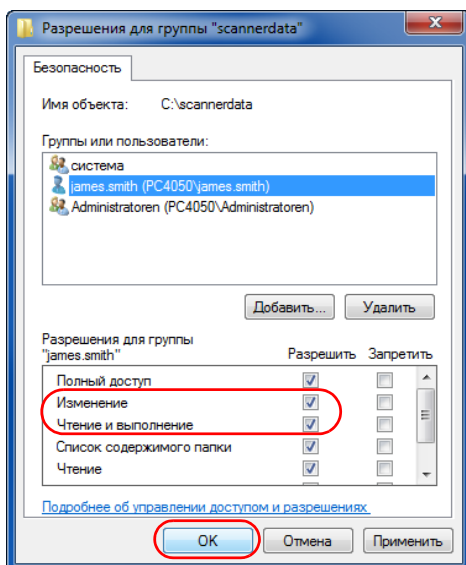 Разрешения для группы "scannerdata"
Безопасность
Имя объекта: C:\scannerdata
Группы или пользователи:
система
james.smith (PC4050\james.smith)
Administratoren (PC4050\Administratoren)
Добавить... Удалить
Разрешения для группы
"james.smith" Разрешить Запретить
Полный доступ
Изменение
Чтение и выполнение
Список содержимого папки
Чтение
Подробнее об управлении доступом и разрешениях
OK Отмена Применить